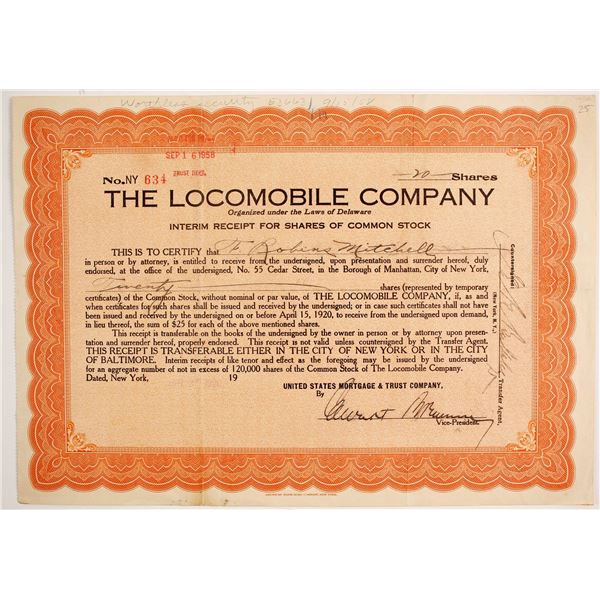 Worthless security
25
SEP 16 1958
TRUST DEPT.
No. NY 634
20 Shares
THE LOCOMOBILE COMPANY
Organized under the Laws of Delaware
INTERIM RECEIPT FOR SHARES OF COMMON STOCK
THIS IS TO CERTIFY that Robins Mitchell
in person or by attorney, is entitled to receive from the undersigned, upon presentation and surrender hereof, duly
endorsed, at the office of the undersigned, No. 55 Cedar Street, in the Borough of Manhattan, City of New York,
Twenty shares (represented by temporary
certificates) of the Common Stock, without nominal or par value, of THE LOCOMOBILE COMPANY, if, as and
when certificates for such shares shall be issued and received by the undersigned; or in case such certificates shall not have
been issued and received by the undersigned on or before April 15, 1920, to receive from the undersigned upon demand,
in lieu thereof, the sum of $25 for each of the above mentioned shares.
This receipt is transferable on the books of the undersigned by the owner in person or by attorney upon presen-
tation and surrender hereof, properly endorsed. This receipt is not valid unless countersigned by the Transfer Agent.
THIS RECEIPT IS TRANSFERABLE EITHER IN THE CITY OF NEW YORK OR IN THE
CITY OF BALTIMORE. Interim receipts of like tenor and effect as the foregoing may be issued by the undersigned
for an aggregate number of not in excess of 120,000 shares of the Common Stock of The Locomobile Company.
Dated, New York, 19
UNITED STATES MORTGAGE & TRUST COMPANY,
By
Vice-President.
Countersigned:
(New York, N. Y.,)
Transfer Agent,